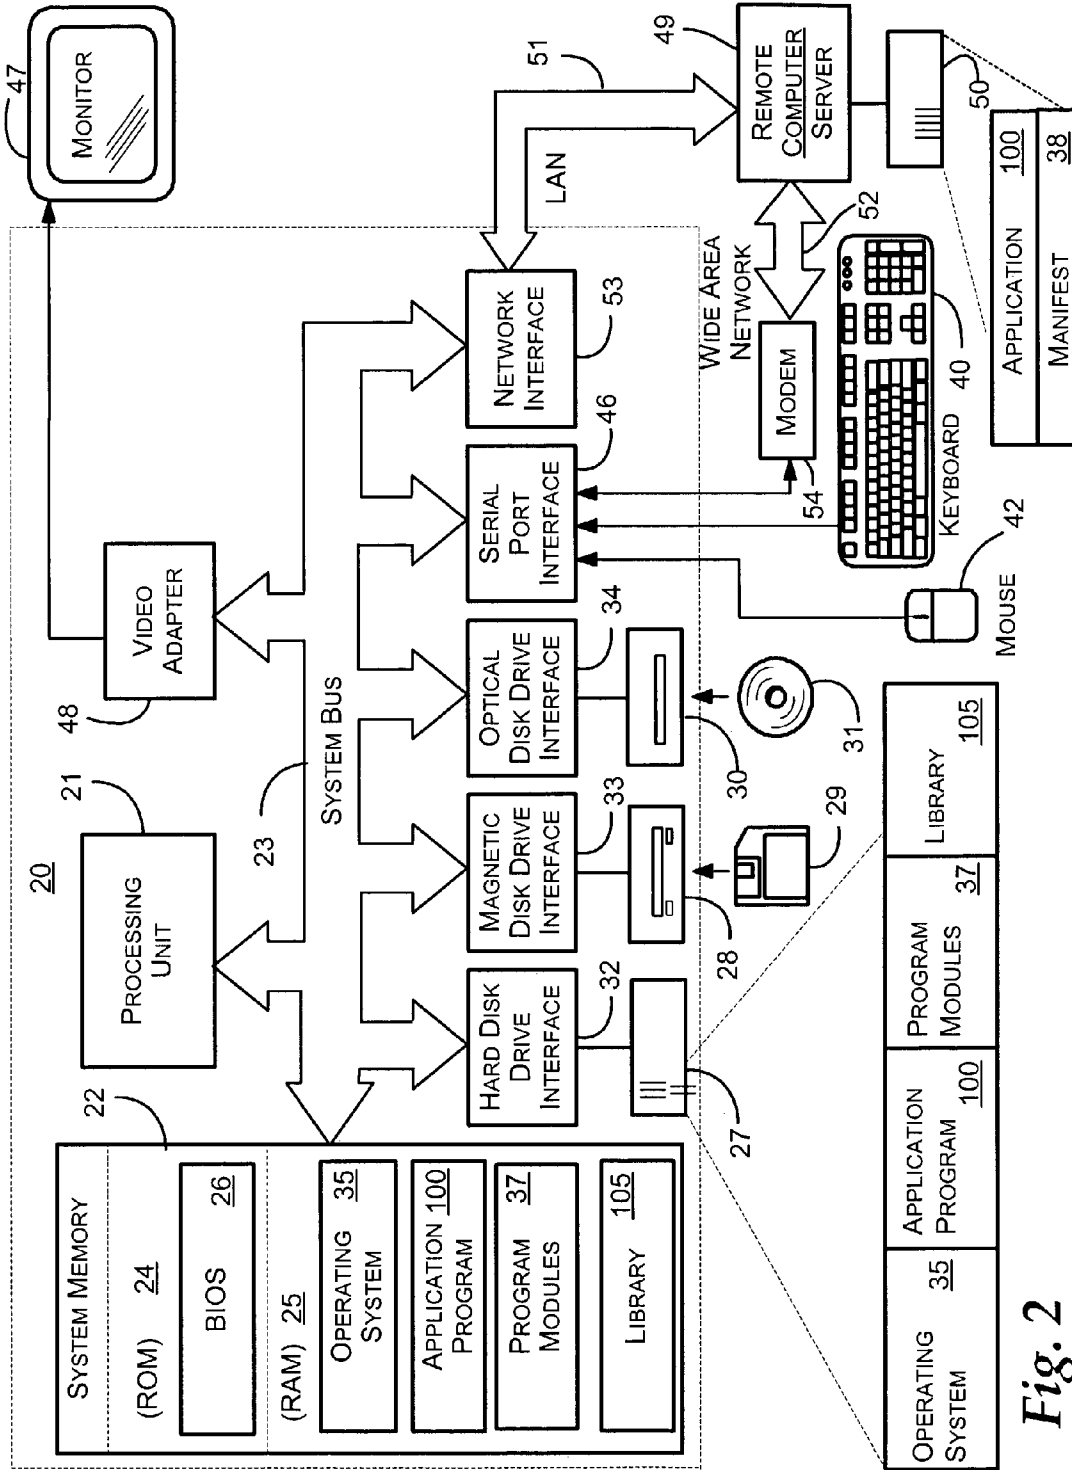 20
SYSTEM MEMORY
22
(ROM) 24
BIOS 26
(RAM) 25
OPERATING
SYSTEM 35
APPLICATION 100
PROGRAM
PROGRAM 37
MODULES
LIBRARY 105
PROCESSING
UNIT
21
VIDEO
ADAPTER
48
MONITOR
47
23
SYSTEM BUS
HARD DISK
DRIVE
INTERFACE
32
MAGNETIC
DISK DRIVE
INTERFACE
33
OPTICAL
DISK DRIVE
INTERFACE
34
SERIAL
PORT
INTERFACE
46
NETWORK
INTERFACE
53
LAN
51
27
28
29
30
31
WIDE AREA
NETWORK
52
MODEM
54
49
REMOTE
COMPUTER
SERVER
50
KEYBOARD
40
MOUSE
42
APPLICATION 100
MANIFEST 38
OPERATING
SYSTEM 35
APPLICATION
PROGRAM 100
PROGRAM
MODULES 37
LIBRARY 105
Fig. 2